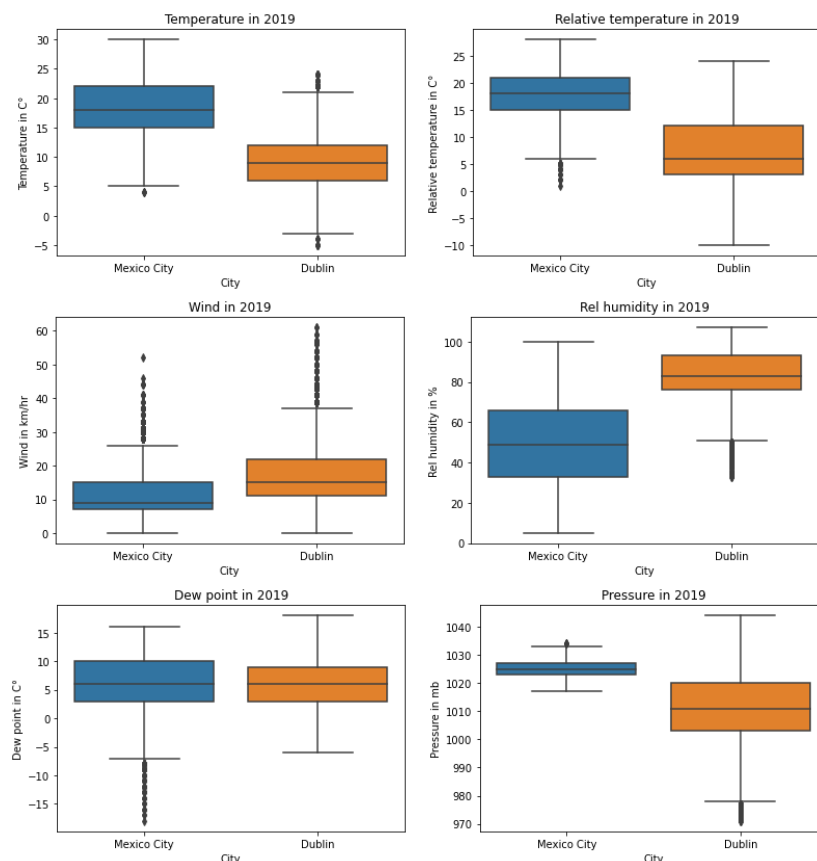 Temperature in 2019
30
25
20
15
10
5
0
−5
Temperature in C°
Mexico City
Dublin
City
Relative temperature in 2019
25
20
15
10
5
0
−5
−10
Relative temperature in C°
Mexico City
Dublin
City
Wind in 2019
60
50
40
30
20
10
0
Wind in km/hr
Mexico City
Dublin
City
Rel humidity in 2019
100
80
60
40
20
0
Rel humidity in %
Mexico City
Dublin
City
Dew point in 2019
15
10
5
0
−5
−10
−15
Dew point in C°
Mexico City
Dublin
City
Pressure in 2019
1040
1030
1020
1010
1000
990
980
970
Pressure in mb
Mexico City
Dublin
City